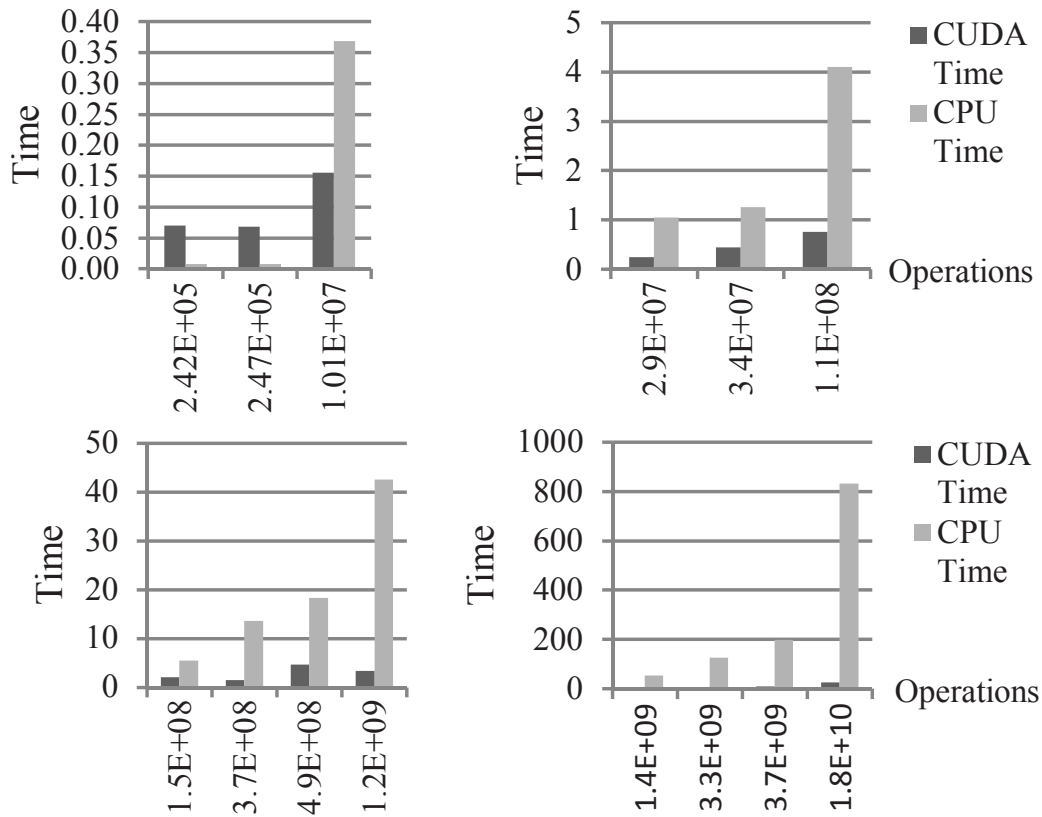 0.40
0.35
0.30
0.25
0.20
0.15
0.10
0.05
0.00
Time
2.42E+05
2.47E+05
1.01E+07
5
4
3
2
1
0
Time
2.9E+07
3.4E+07
1.1E+08
Operations
CUDA
Time
CPU
Time
50
40
30
20
10
0
Time
1.5E+08
3.7E+08
4.9E+08
1.2E+09
1000
800
600
400
200
0
Time
1.4E+09
3.3E+09
3.7E+09
1.8E+10
Operations
CUDA
Time
CPU
Time